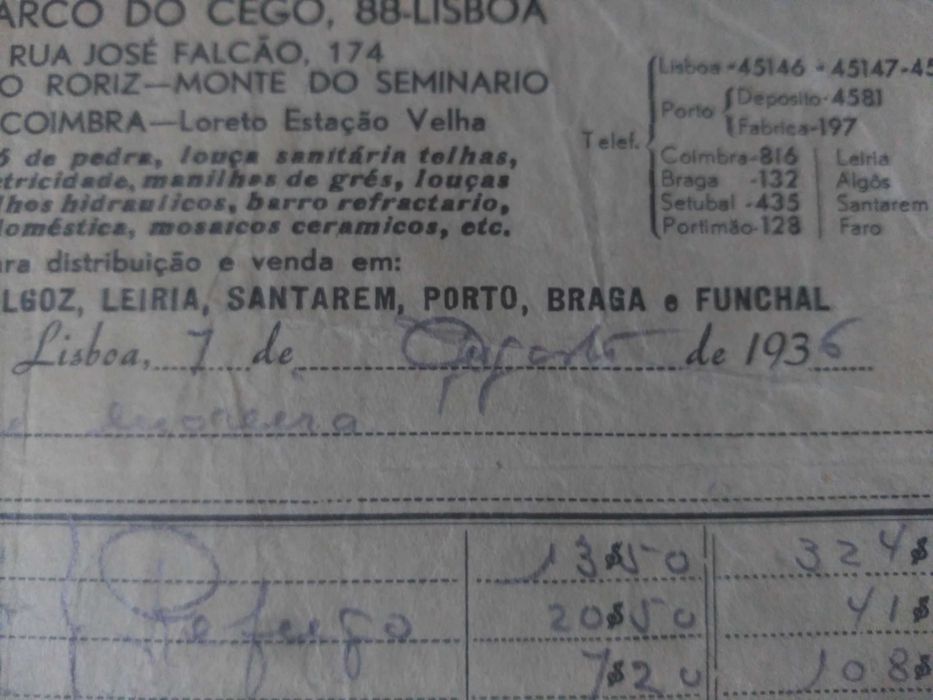 ARCO DO CEGO, 88-LISBOA
RUA JOSÉ FALCÃO, 174
O RORIZ—MONTE DO SEMINARIO
COIMBRA—Loreto Estação Velha
s de pedra, louça sanitária telhas,
ctricidade, manilhas de grés, louças
lhos hidraulicos, barro refractario,
doméstica, mosaicos ceramicos, etc.
Telef.
Lisboa-45146 - 45147-45
Porto
Deposito-4581
Fabrica-197
Coimbra-816 Leiria
Braga -132 Algôs
Setubal -435 Santarem
Portimão-128 Faro
ara distribuição e venda em:
LGOZ, LEIRIA, SANTAREM, PORTO, BRAGA e FUNCHAL
Lisboa, 7 de Agosto de 1936
13$50 324$
Refugo 20$50 41$
7$20 108$